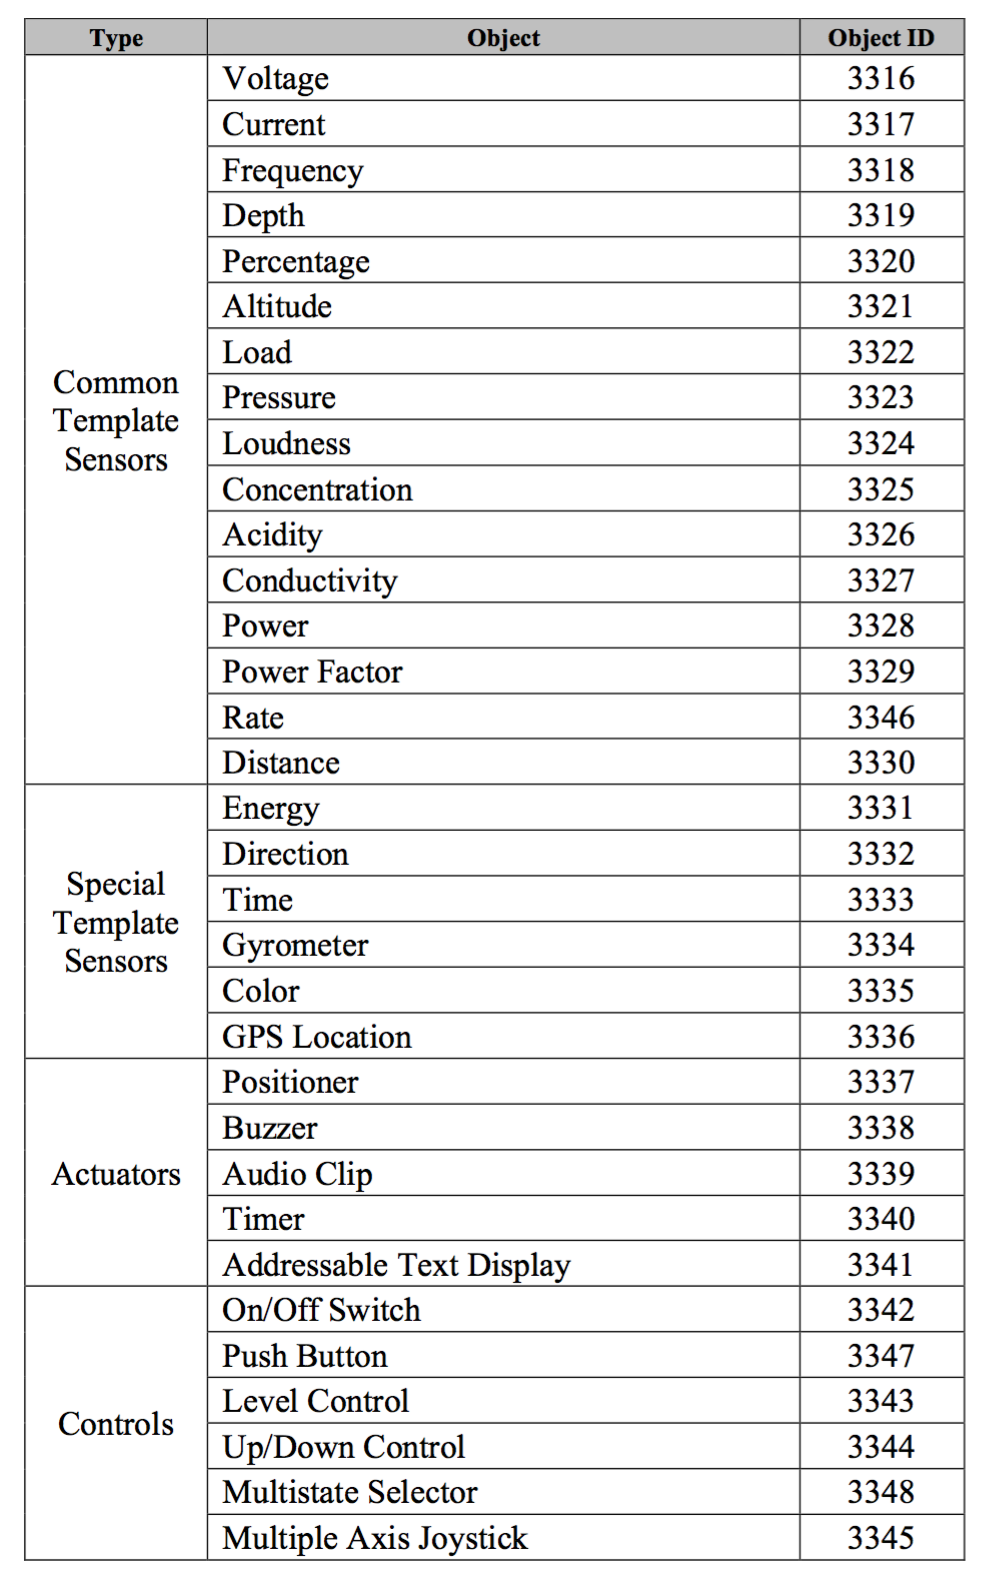 Type Object Object ID
Common
Template
Sensors
Voltage 3316
Current 3317
Frequency 3318
Depth 3319
Percentage 3320
Altitude 3321
Load 3322
Pressure 3323
Loudness 3324
Concentration 3325
Acidity 3326
Conductivity 3327
Power 3328
Power Factor 3329
Rate 3346
Distance 3330
Special
Template
Sensors
Energy 3331
Direction 3332
Time 3333
Gyrometer 3334
Color 3335
GPS Location 3336
Actuators
Positioner 3337
Buzzer 3338
Audio Clip 3339
Timer 3340
Addressable Text Display 3341
Controls
On/Off Switch 3342
Push Button 3347
Level Control 3343
Up/Down Control 3344
Multistate Selector 3348
Multiple Axis Joystick 3345